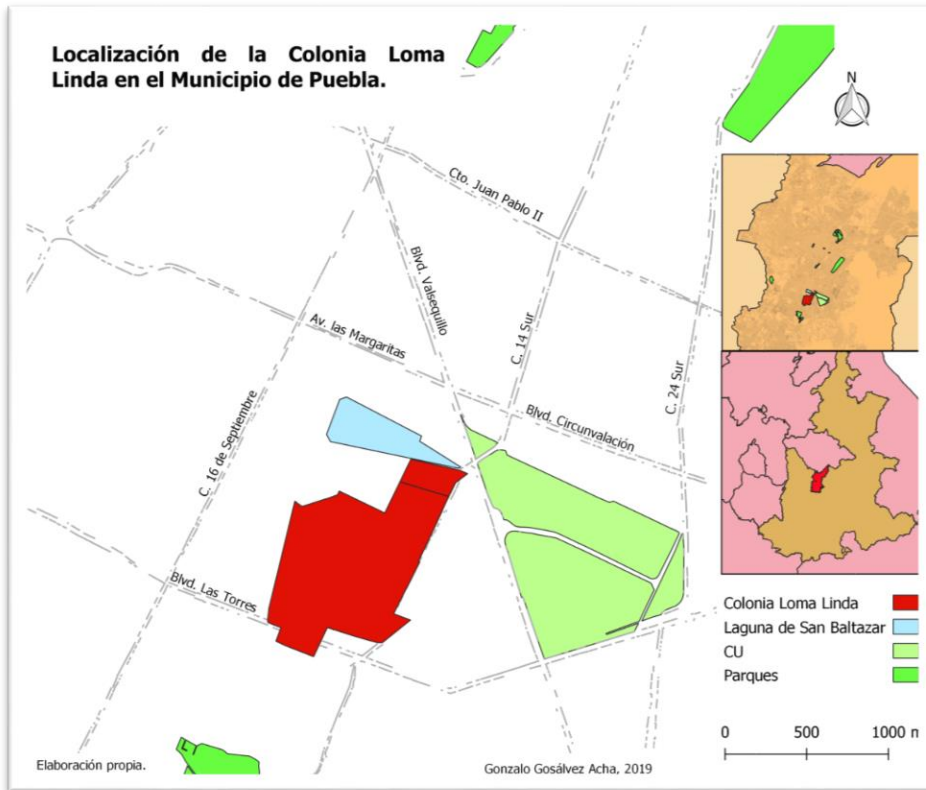 Localización de la Colonia Loma
Linda en el Municipio de Puebla.
N
Cto. Juan Pablo II
Blvd. Valsequillo
C. 14 Sur
Av. las Margaritas
C. 24 Sur
Blvd. Circunvalación
C. 16 de Septiembre
Blvd. Las Torres
Colonia Loma Linda
Laguna de San Baltazar
CU
Parques
0 500 1000 m
Elaboración propia.
Gonzalo Gosálvez Acha, 2019